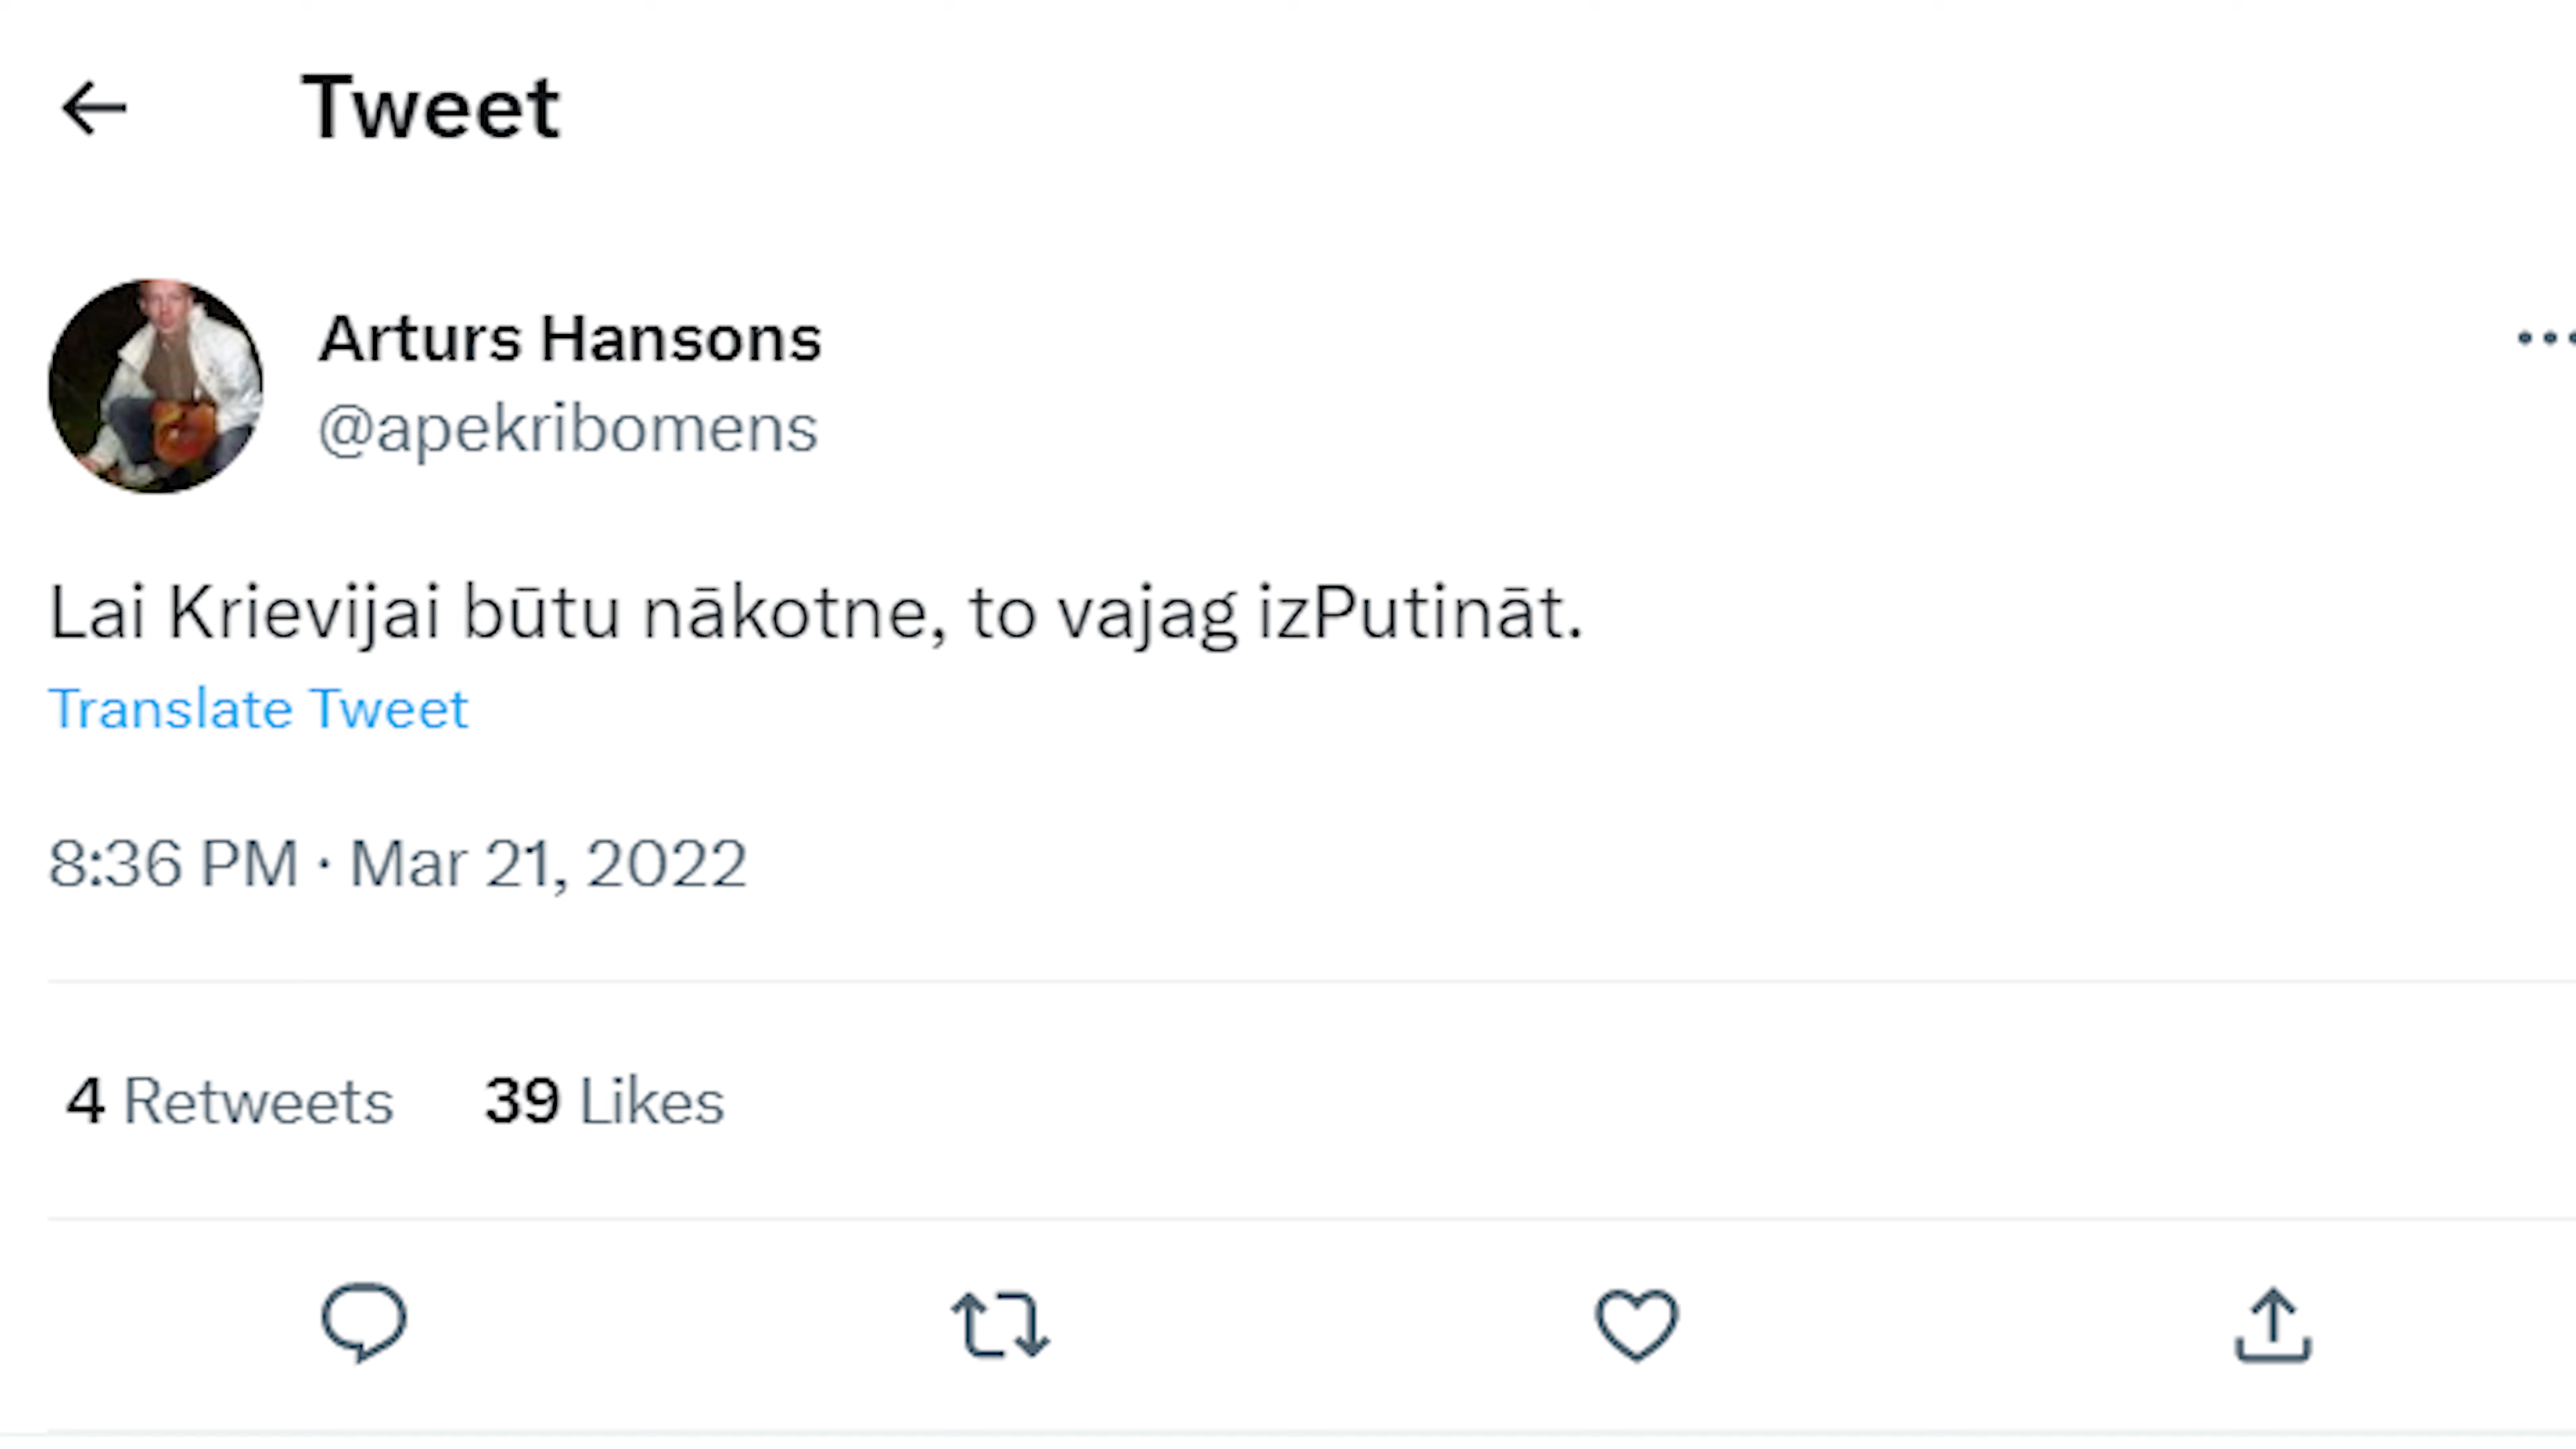 Tweet
Arturs Hansons
@apekribomens
Lai Krievijai būtu nākotne, to vajag izPutināt.
Translate Tweet
8:36 PM · Mar 21, 2022
4 Retweets 39 Likes